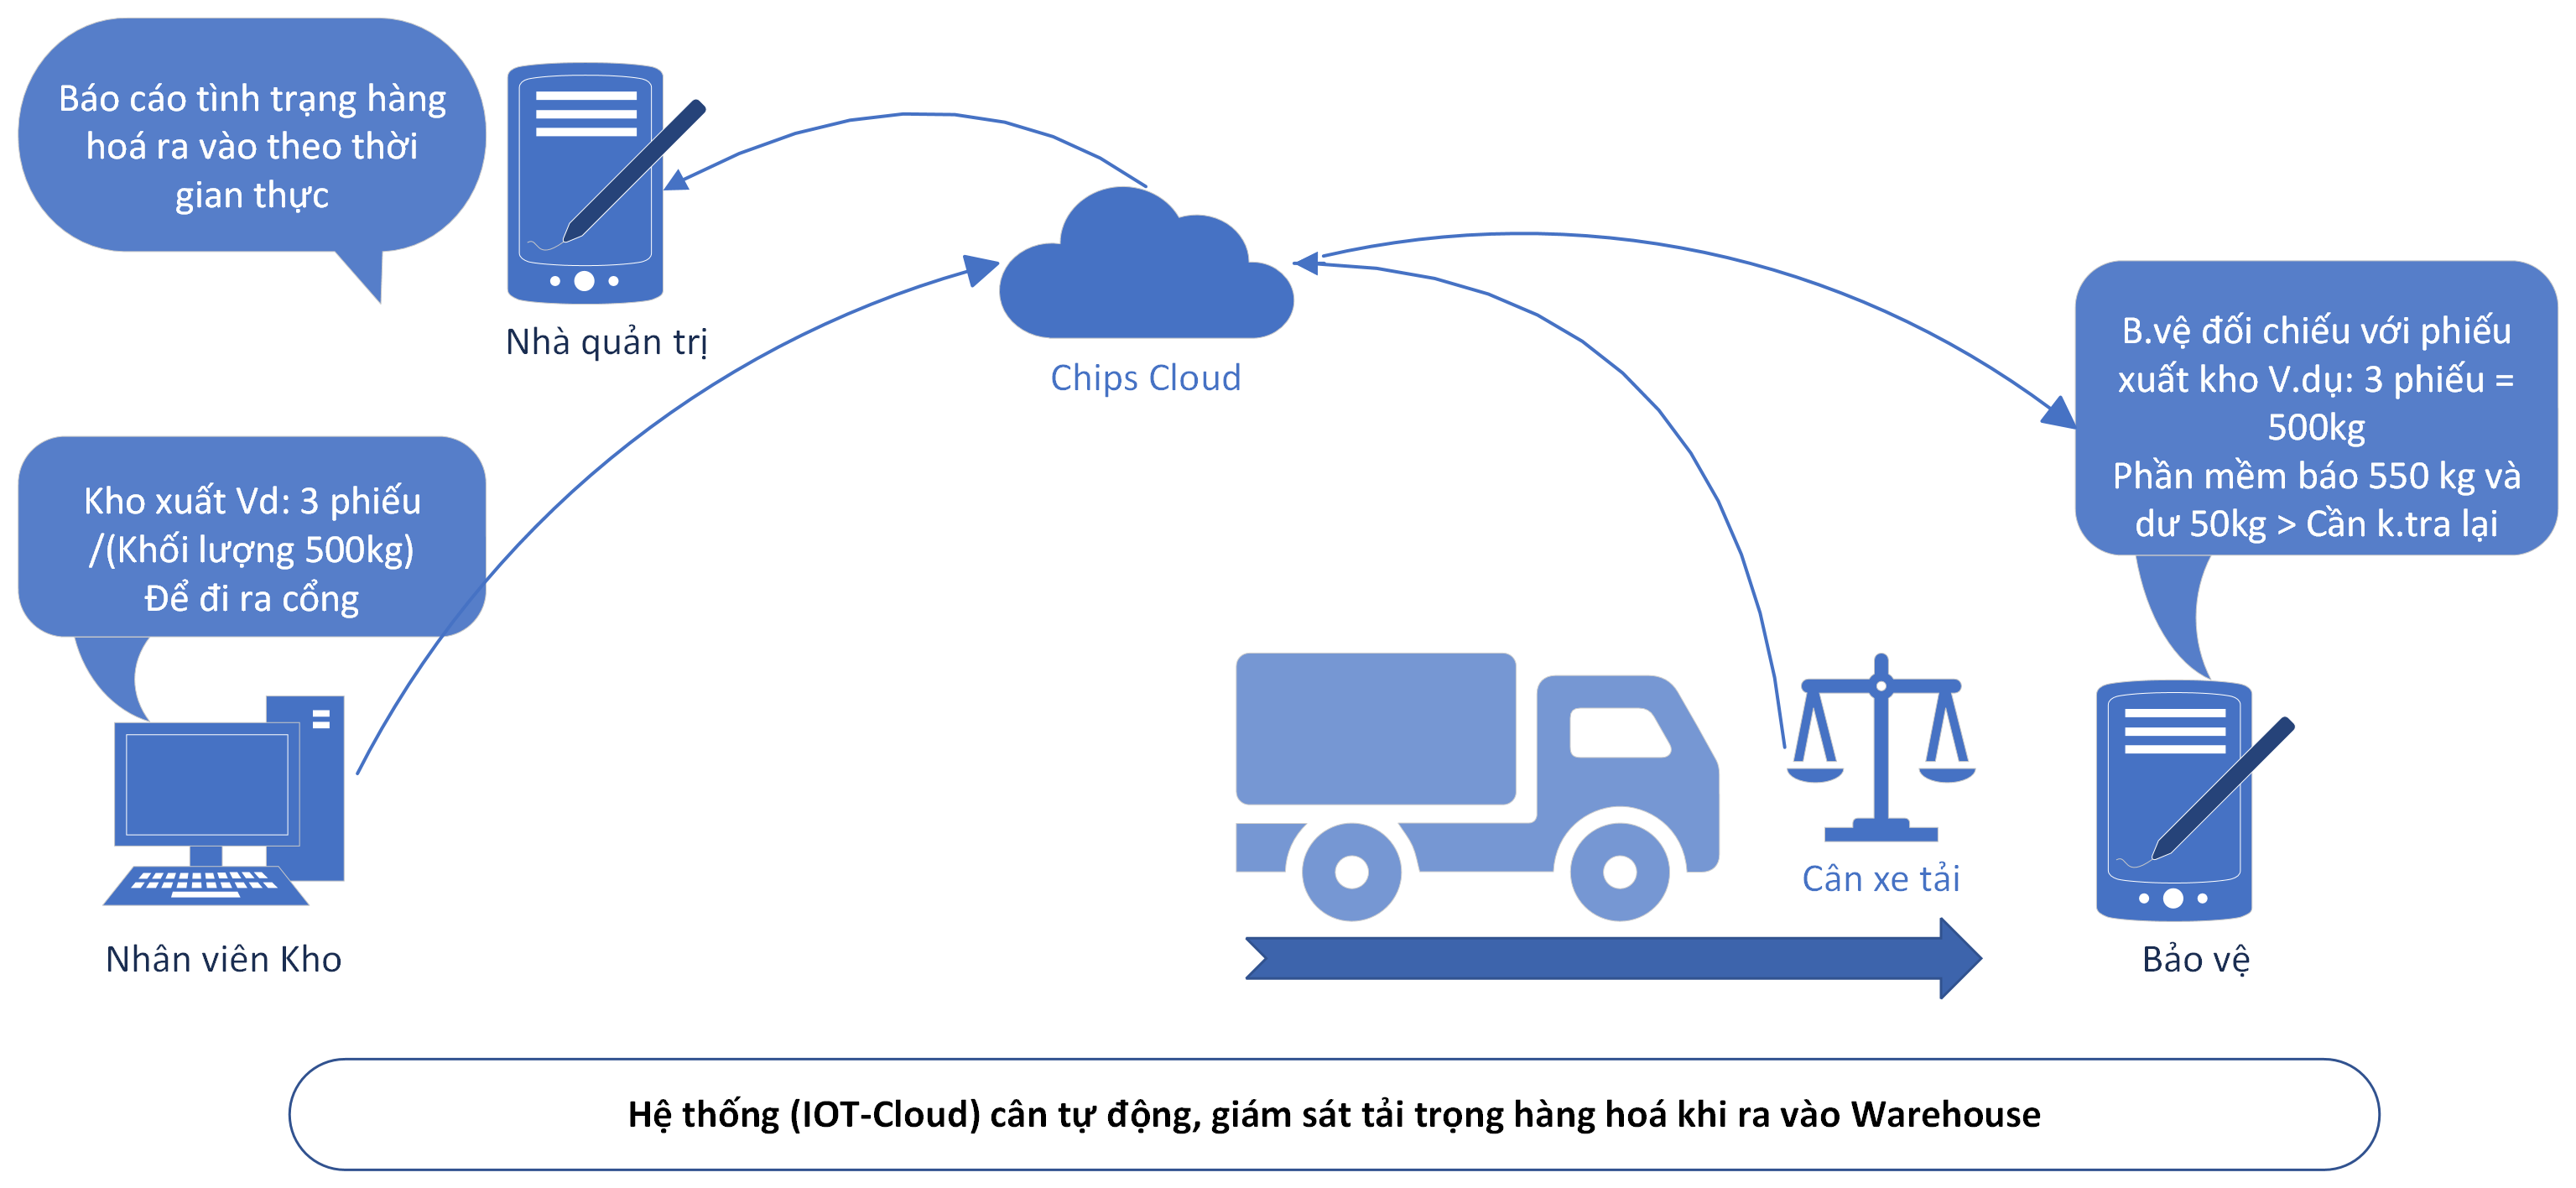 Báo cáo tình trạng hàng
hoá ra vào theo thời
gian thực
Nhà quản trị
Chips Cloud
B.vệ đối chiếu với phiếu
xuất kho V.dụ: 3 phiếu =
500kg
Phần mềm báo 550 kg và
dư 50kg > Cần k.tra lại
Kho xuất Vd: 3 phiếu
/(Khối lượng 500kg)
Để đi ra cổng
Cân xe tải
Nhân viên Kho
Bảo vệ
Hệ thống (IOT-Cloud) cân tự động, giám sát tải trọng hàng hoá khi ra vào Warehouse